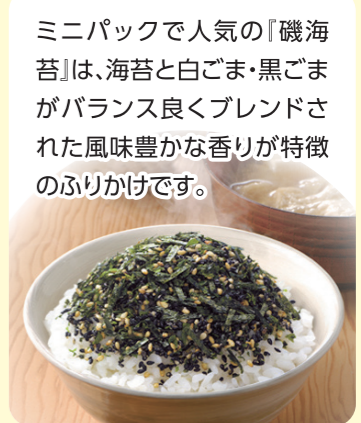 ミニパックで人気の『磯海
苔』は、海苔と白ごま・黒ごま
がバランス良くブレンドさ
れた風味豊かな香りが特徴
のふりかけです。